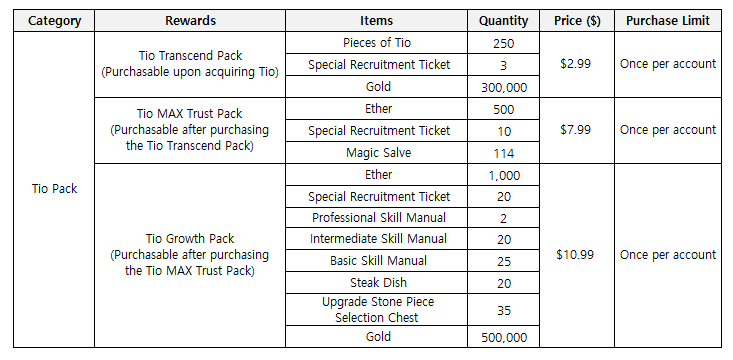 Category Rewards Items Quantity Price ($) Purchase Limit
Tio Pack
Tio Transcend Pack
(Purchasable upon acquiring Tio)
Pieces of Tio 250
Special Recruitment Ticket 3
Gold 300,000
$2.99 Once per account
Tio MAX Trust Pack
(Purchasable after purchasing
the Tio Transcend Pack)
Ether 500
Special Recruitment Ticket 10
Magic Salve 114
$7.99 Once per account
Tio Growth Pack
(Purchasable after purchasing
the Tio MAX Trust Pack)
Ether 1,000
Special Recruitment Ticket 20
Professional Skill Manual 2
Intermediate Skill Manual 20
Basic Skill Manual 25
Steak Dish 20
Upgrade Stone Piece
Selection Chest 35
Gold 500,000
$10.99 Once per account